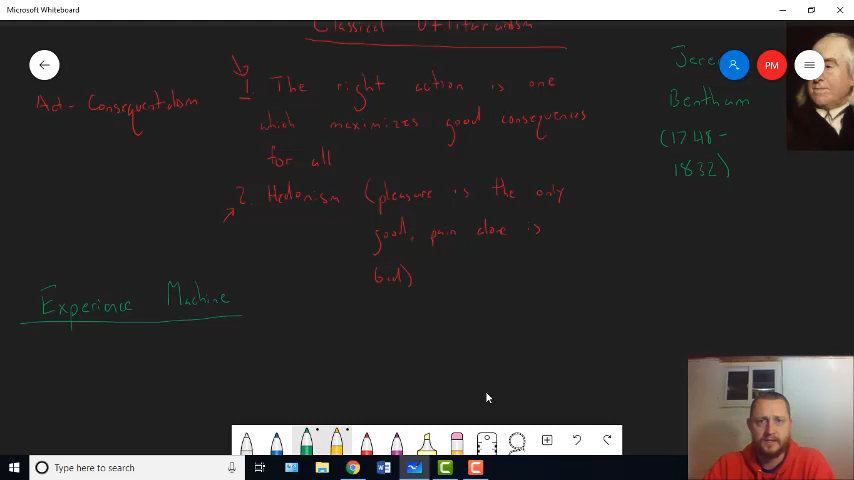 Microsoft Whiteboard
Classical Utilitarianism
Act-Consequentialism
1. The right action is one
which maximizes good consequences
for all
2. Hedonism (pleasure is the only
good, pain alone is
bad)
Experience Machine
Jere
Bentham
(1748-
1832)
PM
Type here to search